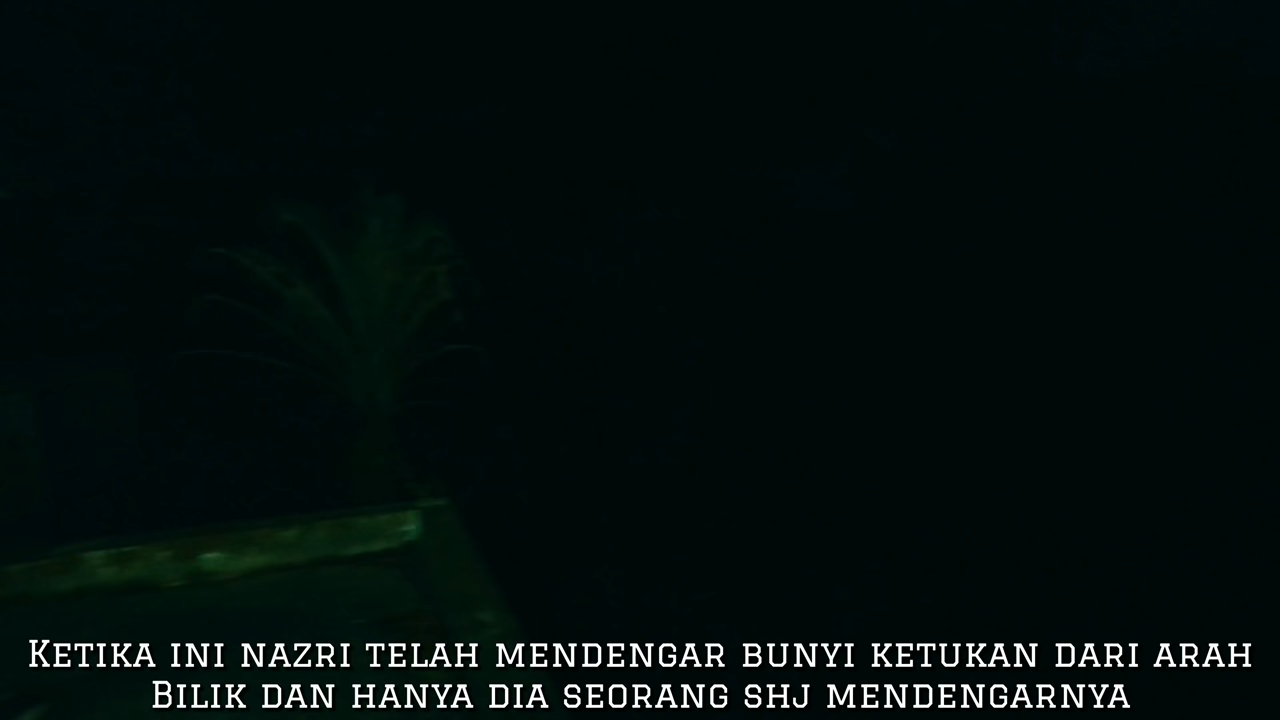 Ketika ini nazri telah mendengar bunyi ketukan dari arah
Bilik dan hanya dia seorang shj mendengarnya